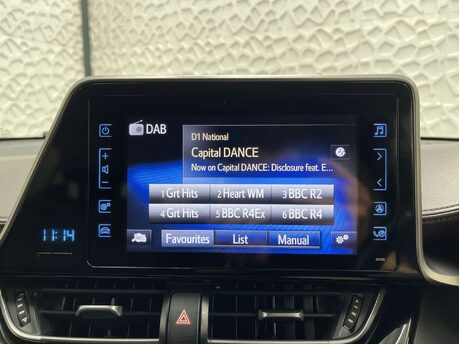 DAB
D1 National
Capital DANCE
Now on Capital DANCE: Disclosure feat. E...
1 Grt Hits 2 Heart WM 3 BBC R2
4 Grt Hits 5 BBC R4Ex 6 BBC R4
Favourites List Manual
11:14